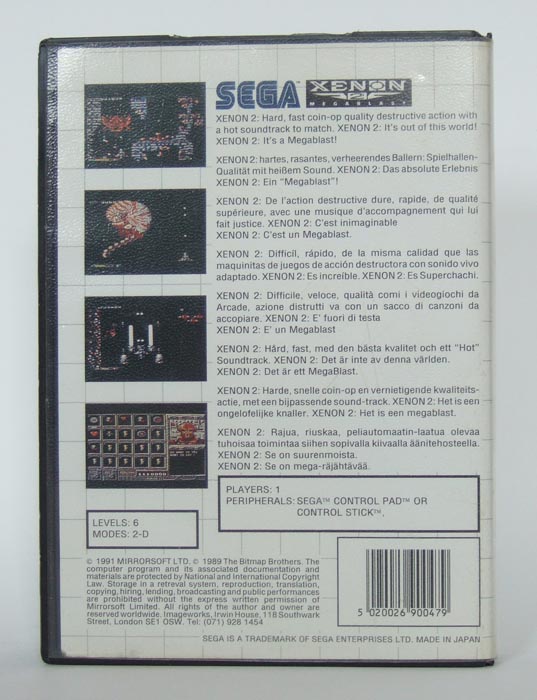 SEGA XENON 2 MEGABLAST
XENON 2: Hard, fast coin-op quality destructive action with
a hot soundtrack to match. XENON 2: It's out of this world!
XENON 2: It's a Megablast!
XENON 2: hartes, rasantes, verheerendes Ballern: Spielhallen-
Qualität mit heißem Sound. XENON 2: Das absolute Erlebnis
XENON 2: Ein "Megablast"!
XENON 2: De l'action destructive dure, rapide, de qualité
supérieure, avec une musique d'accompagnement qui lui
fait justice. XENON 2: C'est inimaginable
XENON 2: C'est un Megablast.
XENON 2: Difficíl, rápido, de la misma calidad que las
maquinitas de juegos de acción destructora con sonido vivo
adaptado. XENON 2: Es increíble. XENON 2: Es Superchachi.
XENON 2: Difficile, veloce, qualità comi i videogiochi da
Arcade, azione distrutti va con un sacco di canzoni da
accopiare. XENON 2: E' fuori di testa
XENON 2: E' un Megablast
XENON 2: Hård, fast, med den bästa kvalitet och ett "Hot"
Soundtrack. XENON 2: Det är inte av denna världen.
XENON 2: Det är ett MegaBlast.
XENON 2: Harde, snelle coin-op en vernietigende kwaliteits-
actie, met een bijpassende sound-track. XENON 2: Het is een
ongelofelijke knaller. XENON 2: Het is een megablast.
XENON 2: Rajua, riuskaa, peliautomaatin-laatua olevaa
tuhoisaa toimintaa siihen sopivalla kiivaalla äänitehosteella.
XENON 2: Se on suurenmoista.
XENON 2: Se on mega-räjähtävää.
PLAYERS: 1
PERIPHERALS: SEGA™ CONTROL PAD™ OR
CONTROL STICK™.
LEVELS: 6
MODES: 2-D
© 1991 MIRRORSOFT LTD. © 1989 The Bitmap Brothers. The
computer program and its associated documentation and
materials are protected by National and International Copyright
Law. Storage in a retreval system, reproduction, translation,
copying, hiring, lending, broadcasting and public performances
are prohibited without the express written permission of
Mirrorsoft Limited. All rights of the author and owner are
reserved worldwide. Imageworks, Irwin House, 118 Southwark
Street, London SE1 OSW. Tel: (071) 928 1454
5 020026 900479
SEGA IS A TRADEMARK OF SEGA ENTERPRISES LTD. MADE IN JAPAN